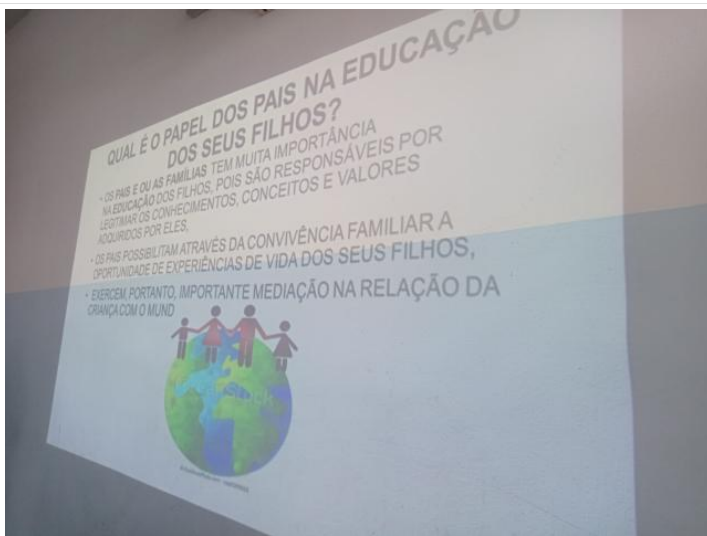 QUAL É O PAPEL DOS PAIS NA EDUCAÇÃO
DOS SEUS FILHOS?
• OS PAIS E OU AS FAMÍLIAS TEM MUITA IMPORTÂNCIA
NA EDUCAÇÃO DOS FILHOS, POIS SÃO RESPONSÁVEIS POR
LEGITIMAR OS CONHECIMENTOS, CONCEITOS E VALORES
ADQUIRIDOS POR ELES,
• OS PAIS POSSIBILITAM ATRAVÉS DA CONVIVÊNCIA FAMILIAR A
OPORTUNIDADE DE EXPERIÊNCIAS DE VIDA DOS SEUS FILHOS,
• EXERCEM, PORTANTO, IMPORTANTE MEDIAÇÃO NA RELAÇÃO DA
CRIANÇA COM O MUND